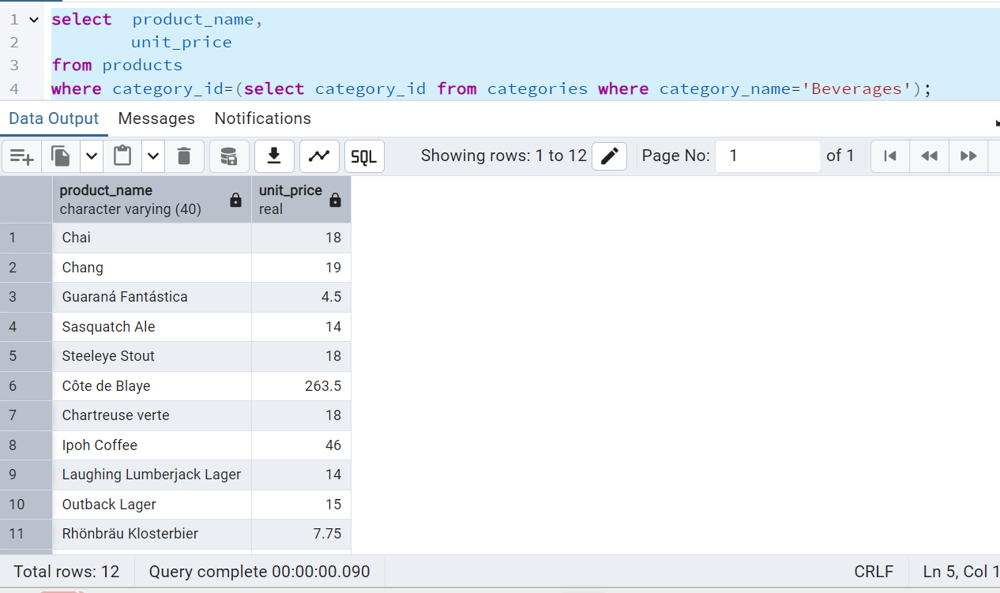 1 select product_name,
2 unit_price
3 from products
4 where category_id=(select category_id from categories where category_name='Beverages');
Data Output Messages Notifications
SQL Showing rows: 1 to 12 Page No: 1 of 1
product_name unit_price
character varying (40) real
1 Chai 18
2 Chang 19
3 Guaraná Fantástica 4.5
4 Sasquatch Ale 14
5 Steeleye Stout 18
6 Côte de Blaye 263.5
7 Chartreuse verte 18
8 Ipoh Coffee 46
9 Laughing Lumberjack Lager 14
10 Outback Lager 15
11 Rhönbräu Klosterbier 7.75
Total rows: 12 Query complete 00:00:00.090 CRLF Ln 5, Col 1